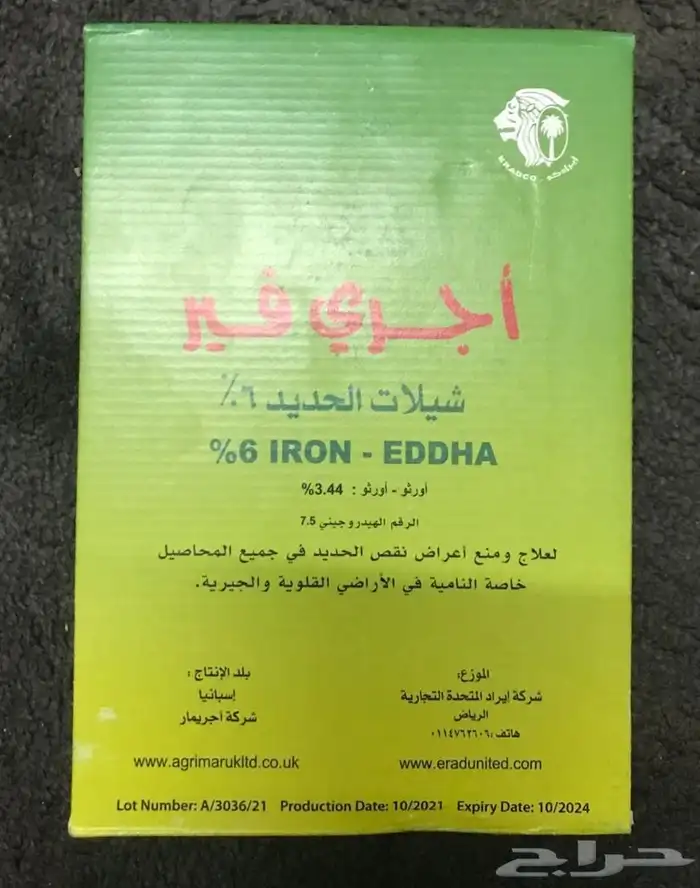 ERADCO - ايرادكو
أجري فير
شيلات الحديد ٦٪
%6 IRON - EDDHA
أورثو - أورثو : 3.44%
الرقم الهيدروجيني 7.5
لعلاج ومنع أعراض نقص الحديد في جميع المحاصيل
خاصة النامية في الأراضي القلوية والجيرية.
الموزع:
شركة إيراد المتحدة التجارية
الرياض
هاتف: ٠١١٤٧٦٢٦٠٦
www.eradunited.com
بلد الإنتاج :
إسبانيا
شركة أجريمار
www.agrimarukltd.co.uk
Lot Number: A/3036/21 Production Date: 10/2021 Expiry Date: 10/2024
حراج